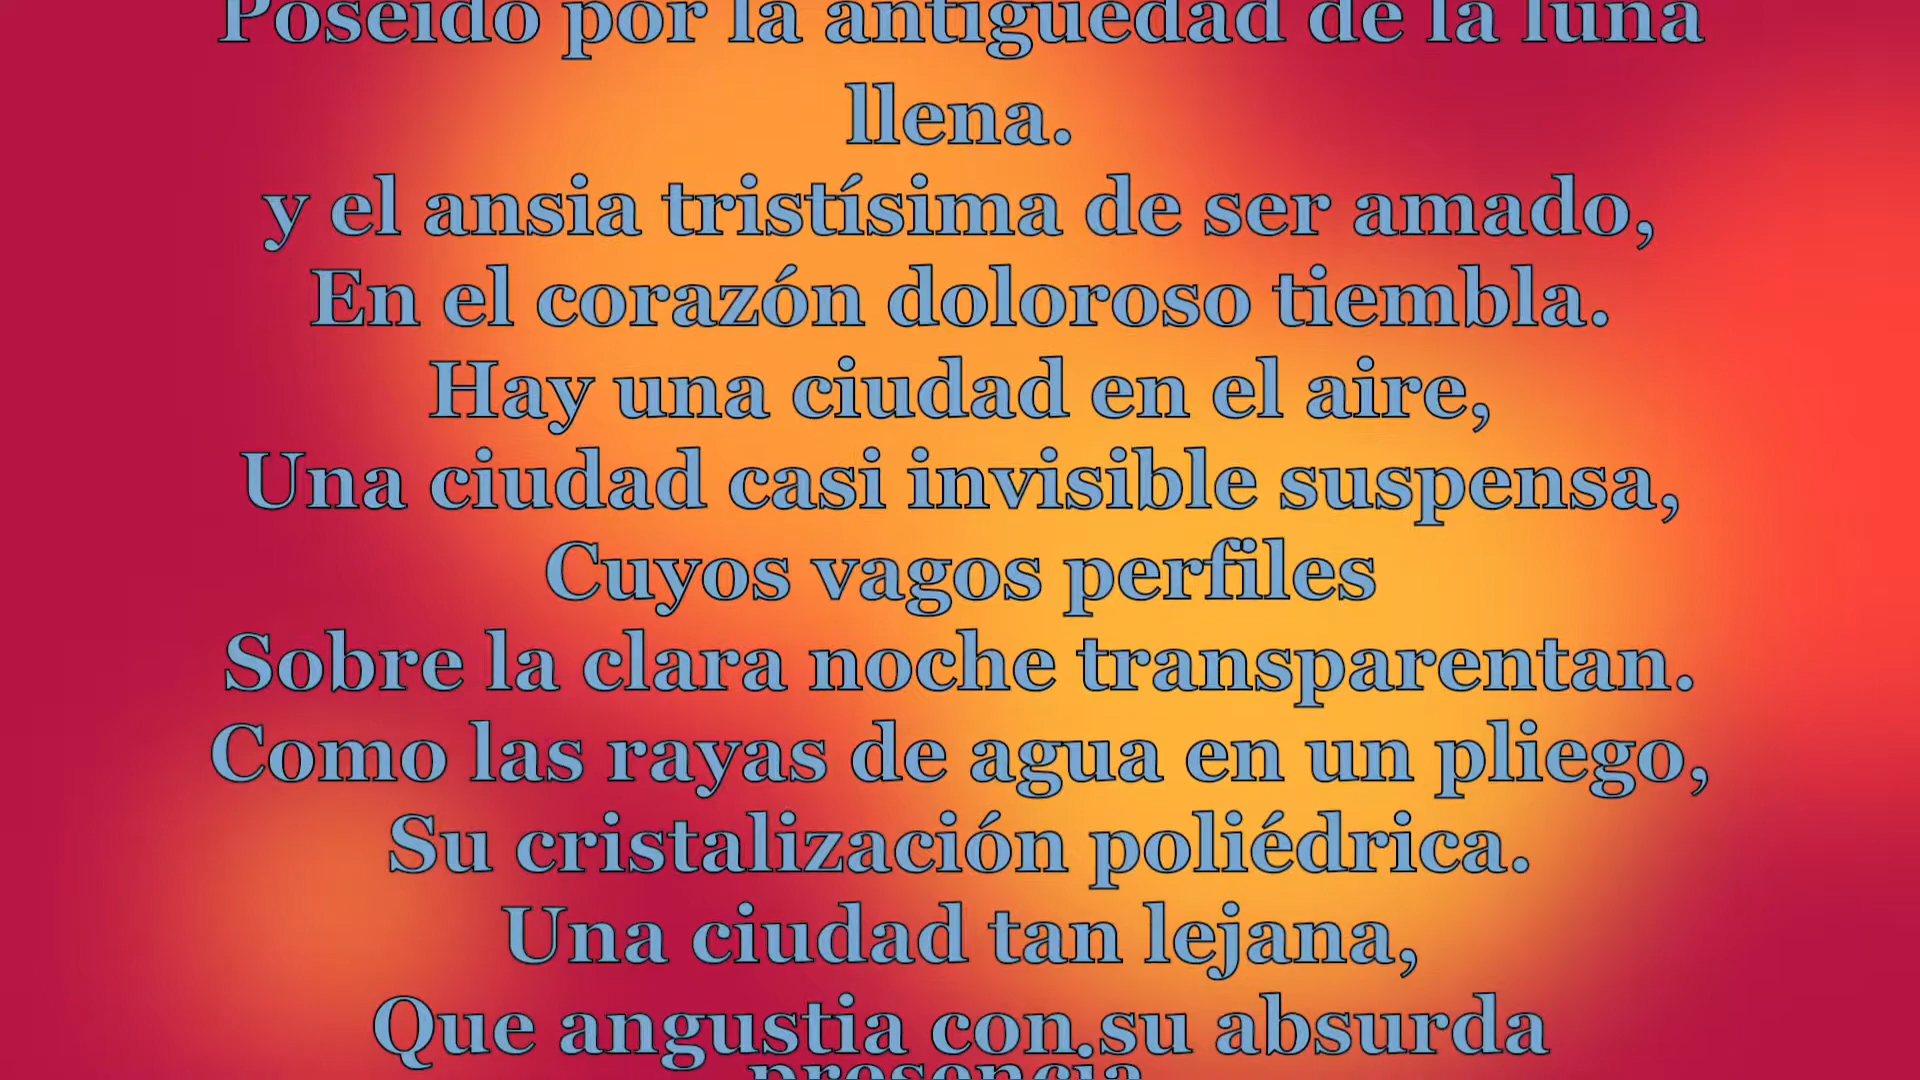 Poseído por la antigüedad de la luna
llena.
y el ansia tristísima de ser amado,
En el corazón doloroso tiembla.
Hay una ciudad en el aire,
Una ciudad casi invisible suspensa,
Cuyos vagos perfiles
Sobre la clara noche transparentan.
Como las rayas de agua en un pliego,
Su cristalización poliédrica.
Una ciudad tan lejana,
Que angustia con su absurda
presencia.